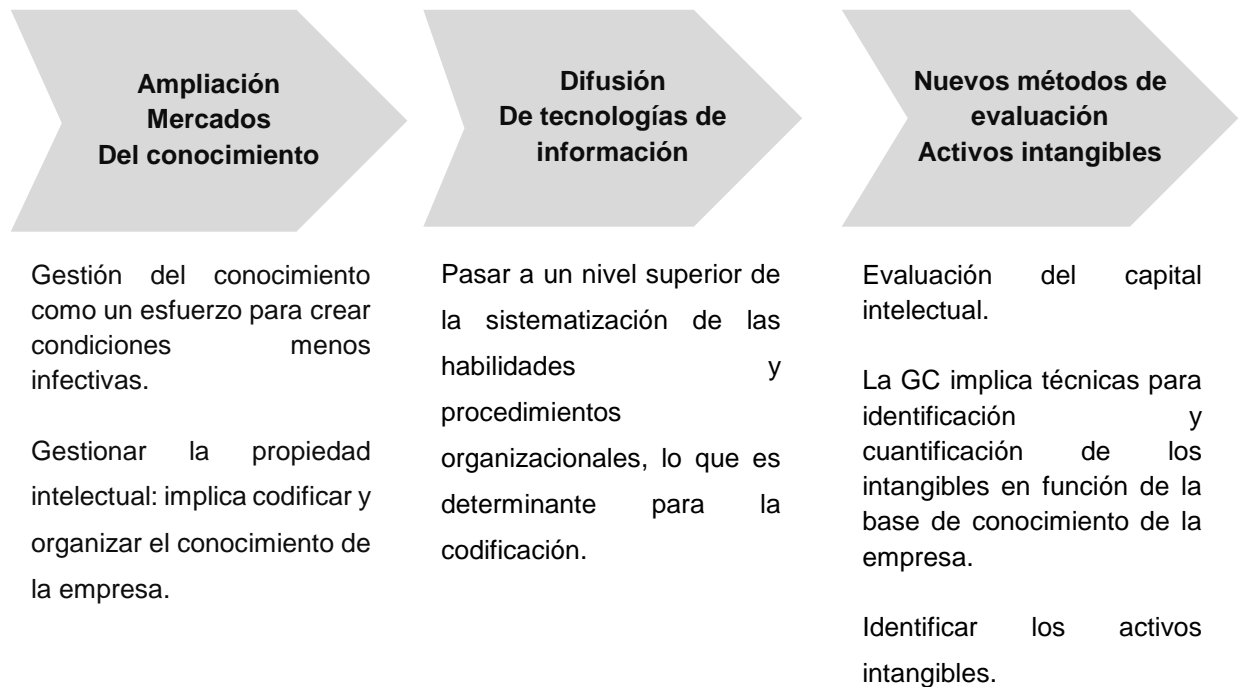 Ampliación
Mercados
Del conocimiento
Gestión del conocimiento
como un esfuerzo para crear
condiciones menos
infectivas.
Gestionar la propiedad
intelectual: implica codificar y
organizar el conocimiento de
la empresa.
Difusión
De tecnologías de
información
Pasar a un nivel superior de
la sistematización de las
habilidades y
procedimientos
organizacionales, lo que es
determinante para la
codificación.
Nuevos métodos de
evaluación
Activos intangibles
Evaluación del capital
intelectual.
La GC implica técnicas para
identificación y
cuantificación de los
intangibles en función de la
base de conocimiento de la
empresa.
Identificar los activos
intangibles.